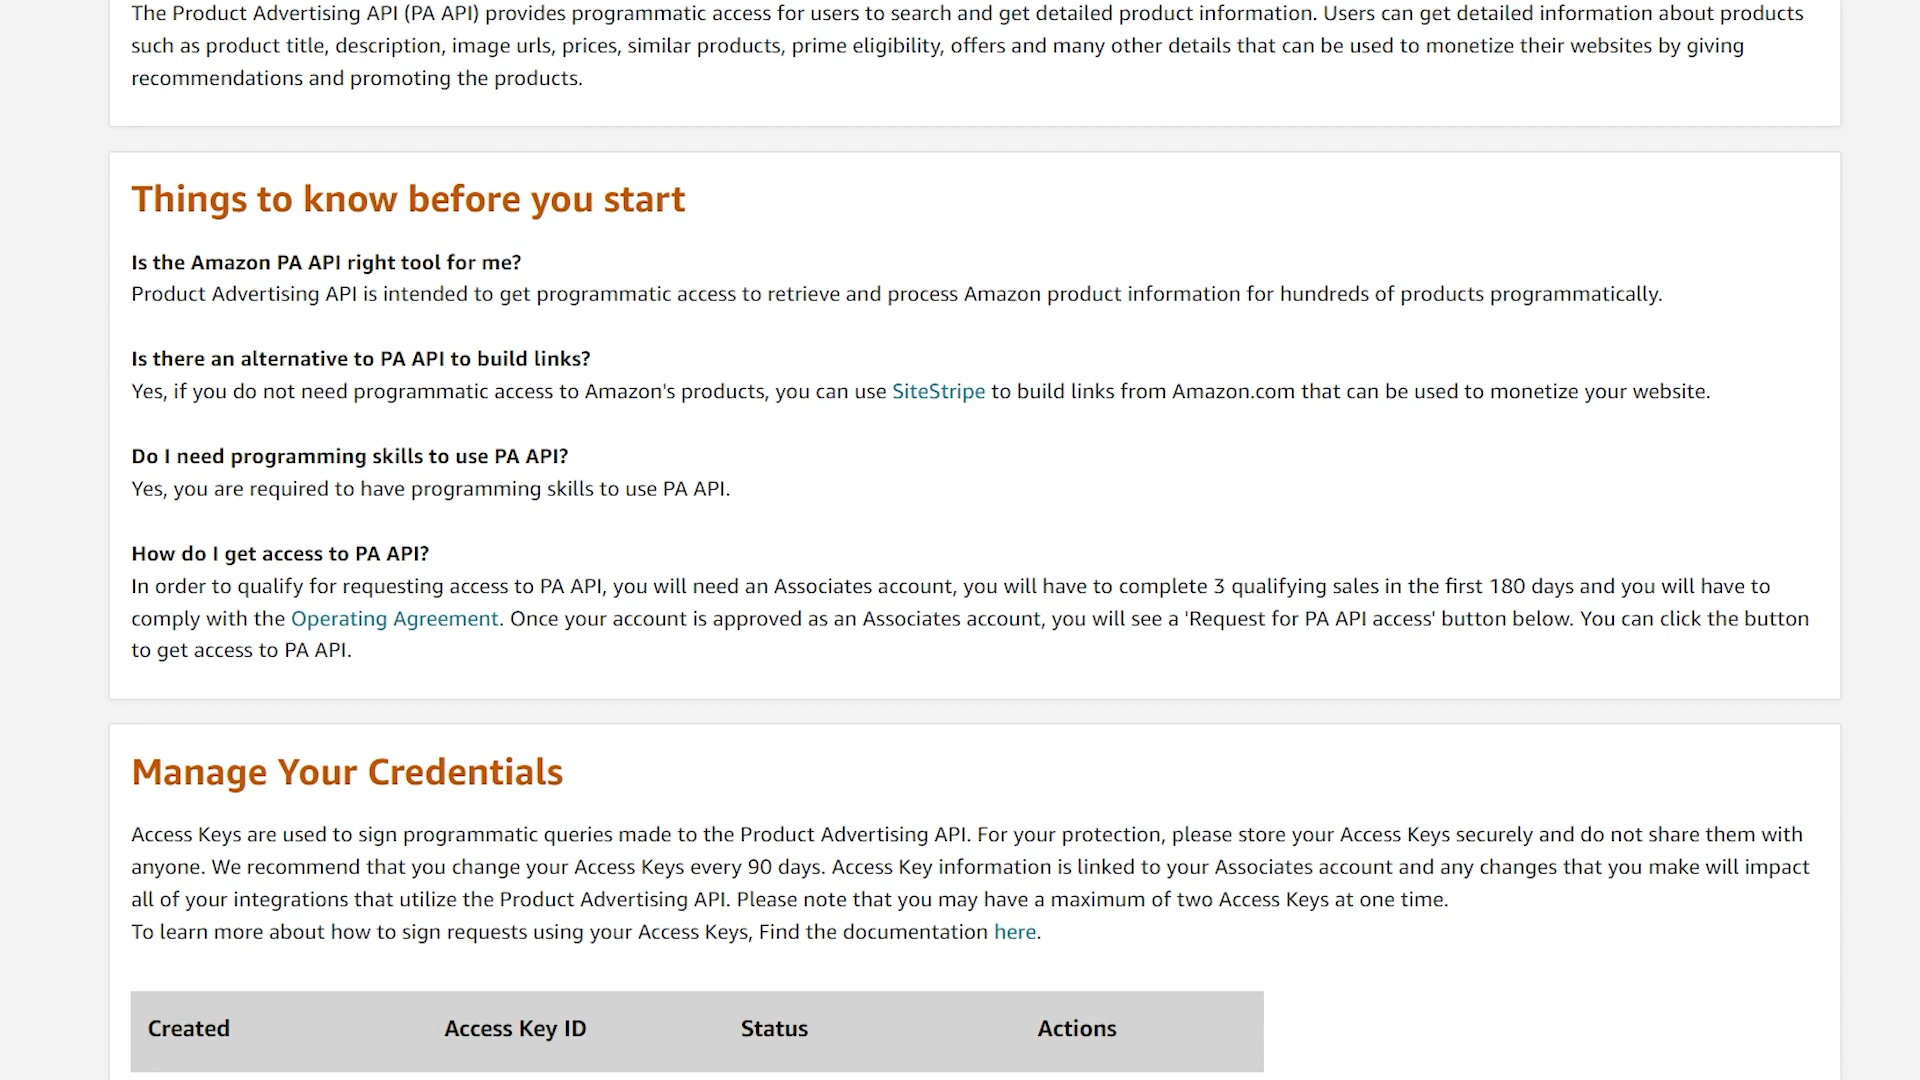 The Product Advertising API (PA API) provides programmatic access for users to search and get detailed product information. Users can get detailed information about products
such as product title, description, image urls, prices, similar products, prime eligibility, offers and many other details that can be used to monetize their websites by giving
recommendations and promoting the products.
Things to know before you start
Is the Amazon PA API right tool for me?
Product Advertising API is intended to get programmatic access to retrieve and process Amazon product information for hundreds of products programmatically.
Is there an alternative to PA API to build links?
Yes, if you do not need programmatic access to Amazon's products, you can use SiteStripe to build links from Amazon.com that can be used to monetize your website.
Do I need programming skills to use PA API?
Yes, you are required to have programming skills to use PA API.
How do I get access to PA API?
In order to qualify for requesting access to PA API, you will need an Associates account, you will have to complete 3 qualifying sales in the first 180 days and you will have to
comply with the Operating Agreement. Once your account is approved as an Associates account, you will see a 'Request for PA API access' button below. You can click the button
to get access to PA API.
Manage Your Credentials
Access Keys are used to sign programmatic queries made to the Product Advertising API. For your protection, please store your Access Keys securely and do not share them with
anyone. We recommend that you change your Access Keys every 90 days. Access Key information is linked to your Associates account and any changes that you make will impact
all of your integrations that utilize the Product Advertising API. Please note that you may have a maximum of two Access Keys at one time.
To learn more about how to sign requests using your Access Keys, Find the documentation here.
Created Access Key ID Status Actions